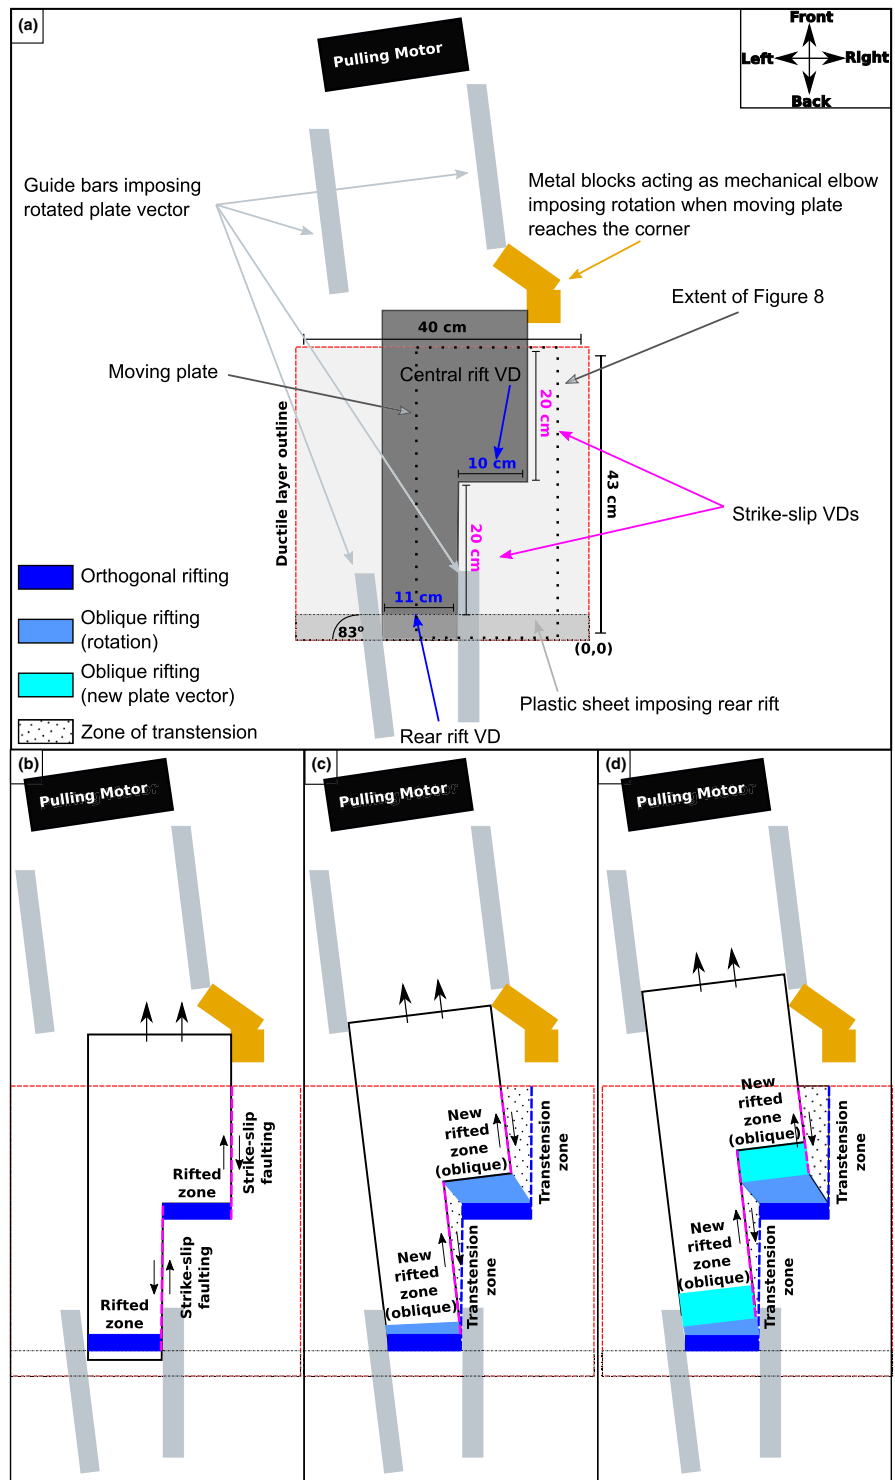 (a)
Pulling Motor
Front
Left
Right
Back
Guide bars imposing
rotated plate vector
Metal blocks acting as mechanical elbow
imposing rotation when moving plate
reaches the corner
Extent of Figure 8
40 cm
Moving plate
Central rift VD
20 cm
10 cm
43 cm
Ductile layer outline
Strike-slip VDs
20 cm
Orthogonal rifting
11 cm
Oblique rifting
(rotation)
83°
(0,0)
Oblique rifting
(new plate vector)
Plastic sheet imposing rear rift
Zone of transtension
Rear rift VD
(b)
Pulling Motor
Strike-slip
faulting
Rifted
zone
Strike-slip
faulting
Rifted
zone
(c)
Pulling Motor
New
rifted
zone
(oblique)
Transtension
zone
New
rifted
zone
(oblique)
Transtension
zone
(d)
Pulling Motor
New
rifted
zone
(oblique)
Transtension
zone
New
rifted
zone
(oblique)
Transtension
zone